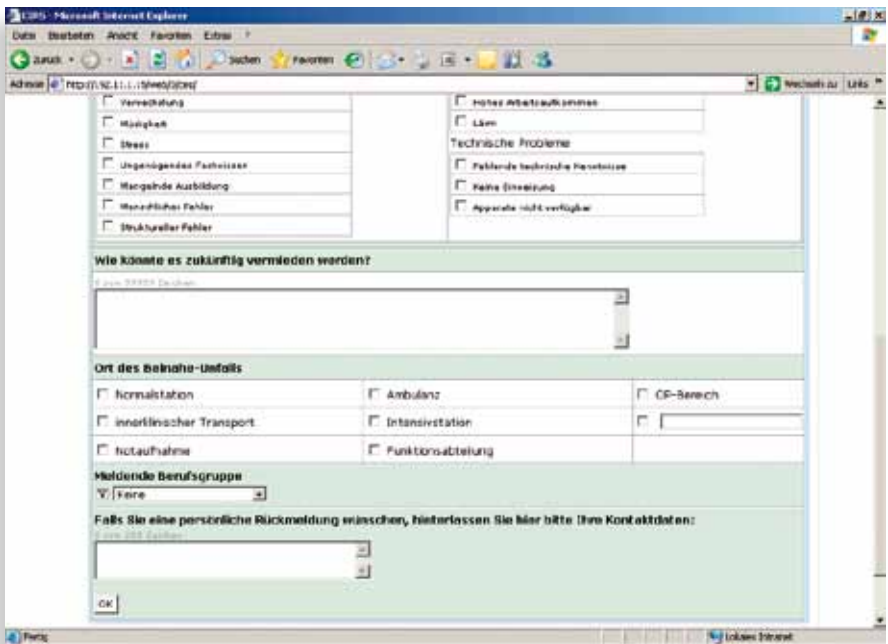 CIRS - Microsoft Internet Explorer
Datei Bearbeiten Ansicht Favoriten Extras ?
Zurück Suchen Favoriten
Adresse Wechseln zu Links »
Verwechslung
Müdigkeit
Stress
Ungenügendes Fachwissen
Mangelnde Ausbildung
Menschlicher Fehler
Struktureller Fehler
Hohes Arbeitsaufkommen
Lärm
Technische Probleme
Fehlende technische Kenntnisse
Keine Einweisung
Apparate nicht verfügbar
Wie könnte es zukünftig vermieden werden?
Zeichen
Ort des Beinahe-Unfalls
Normalstation Ambulanz OP-Bereich
innerklinischer Transport Intensivstation
Notaufnahme Funktionsabteilung
Meldende Berufsgruppe
Keine
Falls Sie eine persönliche Rückmeldung wünschen, hinterlassen Sie hier bitte Ihre Kontaktdaten:
Zeichen
OK
Fertig Lokales Intranet